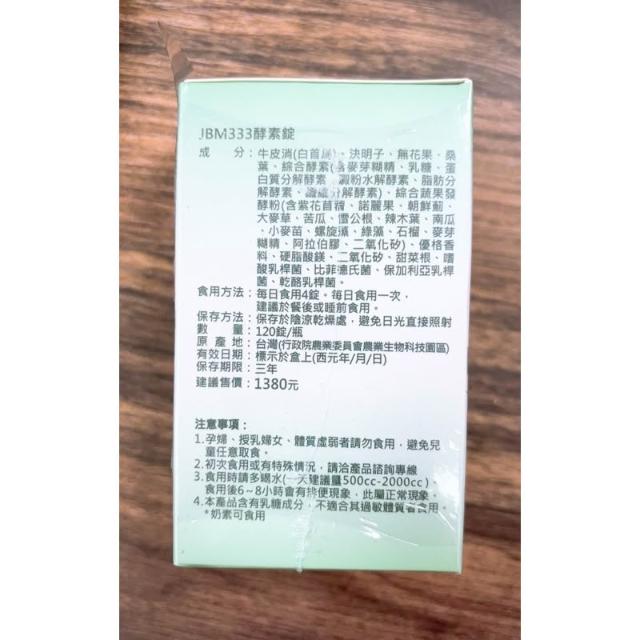 JBM333酵素錠
成 分:牛皮消(白首烏)、決明子、無花果、桑
葉、綜合酵素(含麥芽糊精、乳糖、蛋
白質分解酵素、澱粉水解酵素、脂肪分
解酵素、纖維分解酵素)、綜合蔬果發
酵粉(含紫花苜蓿、諾麗果、朝鮮薊、
大麥草、苦瓜、雷公根、辣木葉、南瓜
、小麥苗、螺旋藻、綠藻、石榴、麥芽
糊精、阿拉伯膠、二氧化矽)、優格香
料、硬脂酸鎂、二氧化矽、甜菜根、嗜
酸乳桿菌、比菲德氏菌、保加利亞乳桿
菌、乾酪乳桿菌。
食用方法:每日食用4錠。每日食用一次,
建議於餐後或睡前食用。
保存方法:保存於陰涼乾燥處,避免日光直接照射
數 量:120錠/瓶
原 產 地:台灣(行政院農業委員會農業生物科技園區)
有效日期:標示於盒上(西元年/月/日)
保存期限:三年
建議售價:1380元
注意事項:
1.孕婦、授乳婦女、體質虛弱者請勿食用,避免兒
童任意取食。
2.初次食用或有特殊情況,請洽產品諮詢專線
3.食用時請多喝水(一天建議量500cc-2000cc)。
食用後6~8小時會有排便現象,此屬正常現象。
4.本產品含有乳糖成分,不適合其過敏體質者食用。
*奶素可食用